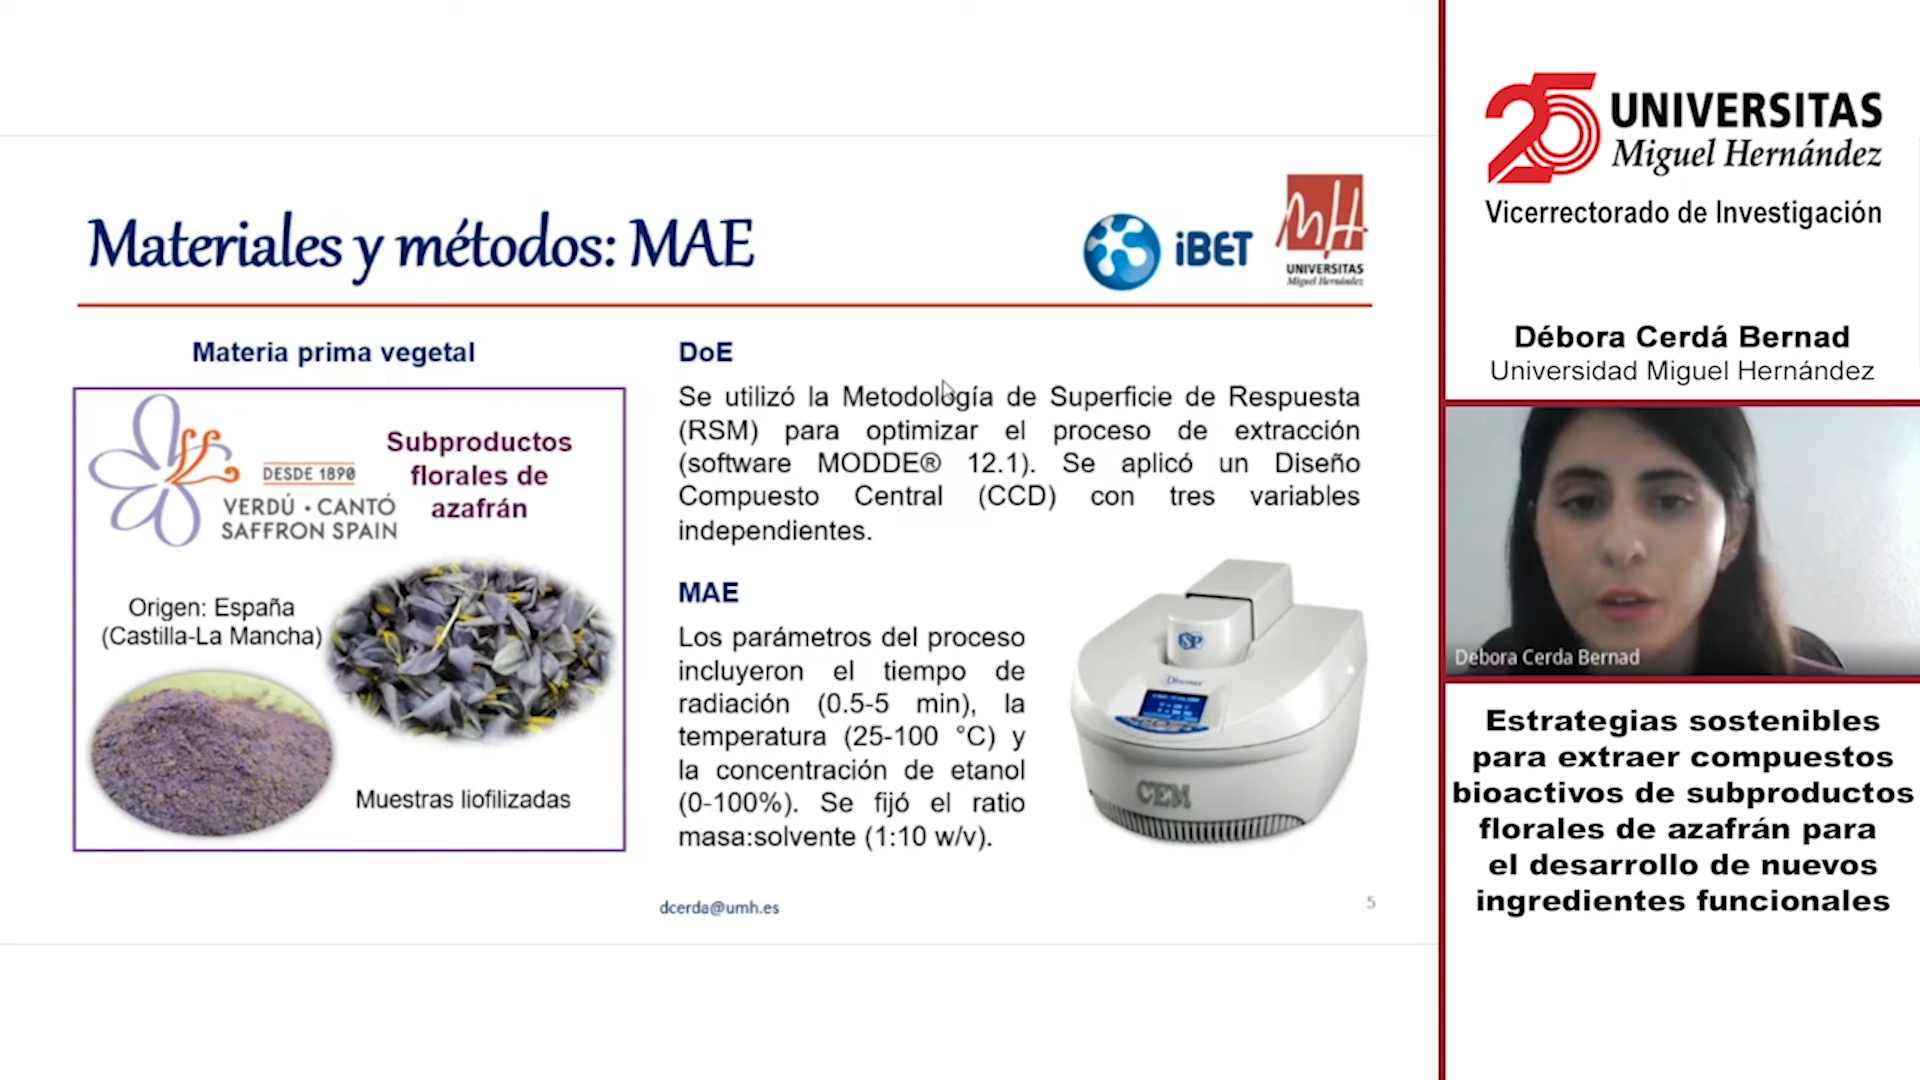 Materiales y métodos: MAE
iBET
UNIVERSITAS
Miguel Hernández
Materia prima vegetal
DESDE 1890
VERDÚ · CANTÓ
SAFFRON SPAIN
Subproductos
florales de
azafrán
Origen: España
(Castilla-La Mancha)
Muestras liofilizadas
DoE
Se utilizó la Metodología de Superficie de Respuesta
(RSM) para optimizar el proceso de extracción
(software MODDE® 12.1). Se aplicó un Diseño
Compuesto Central (CCD) con tres variables
independientes.
MAE
Los parámetros del proceso
incluyeron el tiempo de
radiación (0.5-5 min), la
temperatura (25-100 °C) y
la concentración de etanol
(0-100%). Se fijó el ratio
masa:solvente (1:10 w/v).
SP
Discover
CEM
dcerda@umh.es
5
25
UNIVERSITAS
Miguel Hernández
Vicerrectorado de Investigación
Débora Cerdá Bernad
Universidad Miguel Hernández
Debora Cerda Bernad
Estrategias sostenibles
para extraer compuestos
bioactivos de subproductos
florales de azafrán para
el desarrollo de nuevos
ingredientes funcionales